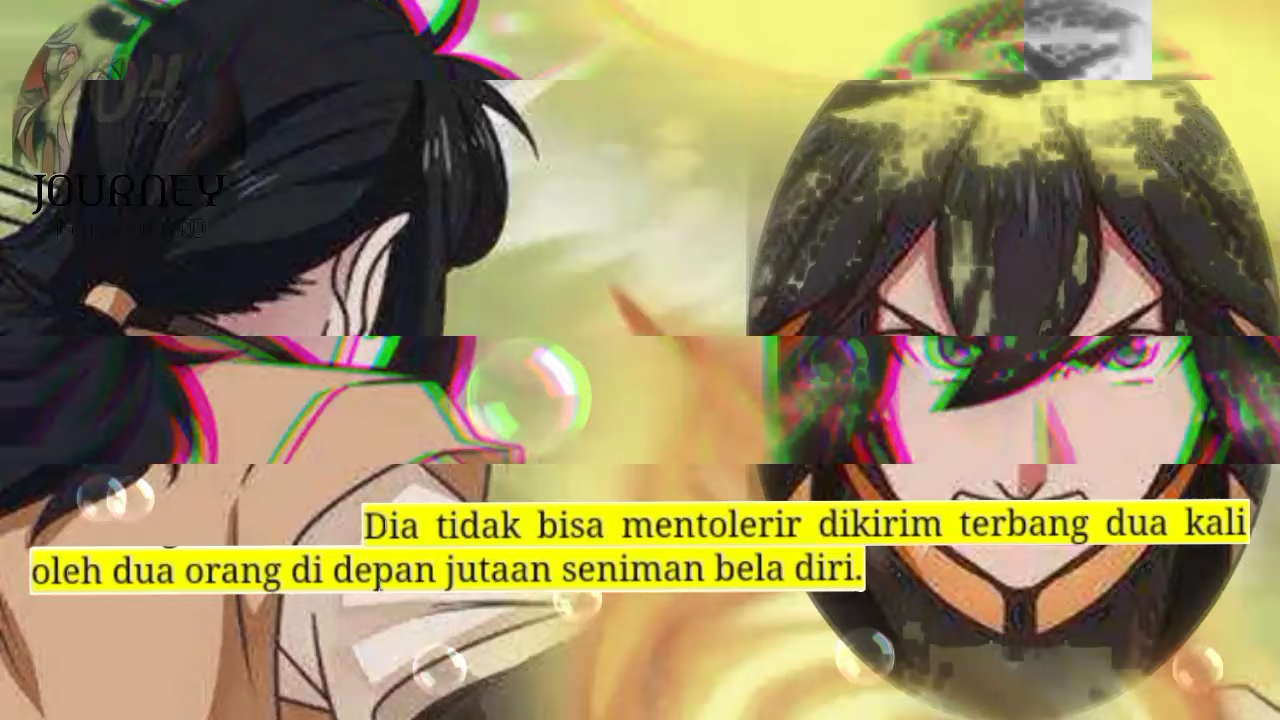 JOURNEY
Dia tidak bisa mentolerir dikirim terbang dua kali
oleh dua orang di depan jutaan seniman bela diri.